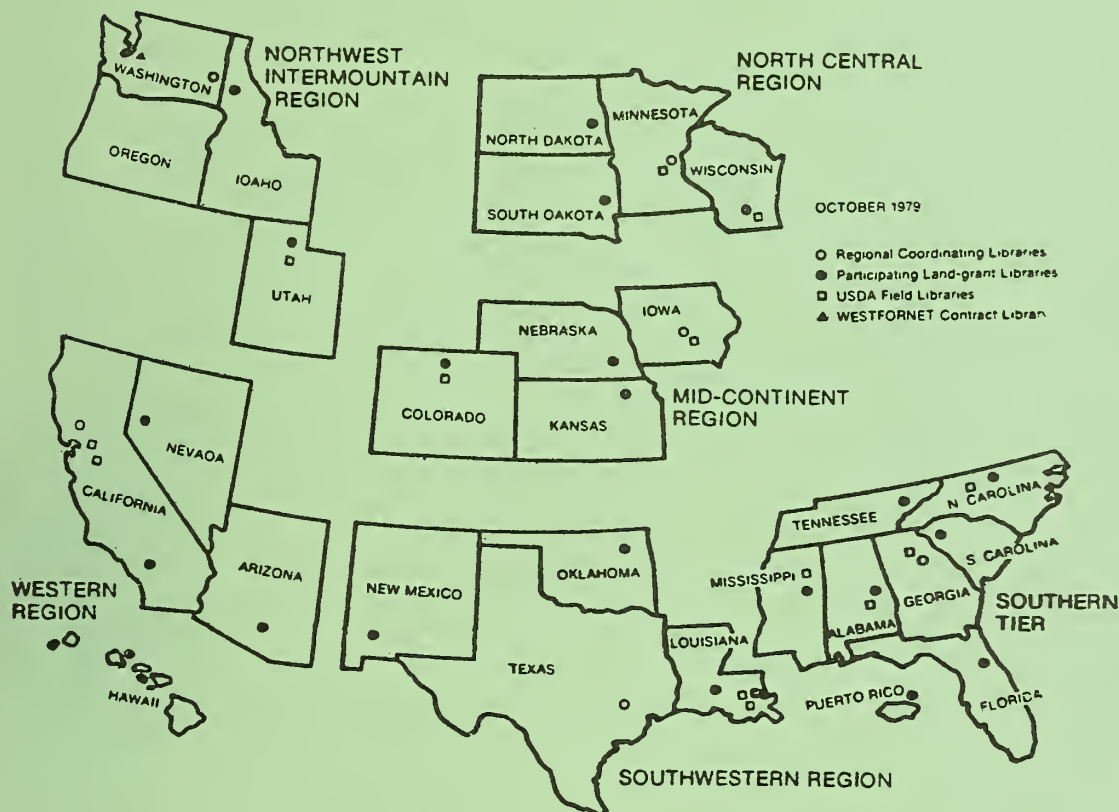 NORTHWEST
INTERMOUNTAIN
REGION
WASHINGTON
OREGON
IOAHO
UTAH
NORTH CENTRAL
REGION
NORTH DAKOTA
MINNESOTA
WISCONSIN
SOUTH OAKOTA
OCTOBER 1979
Regional Coordinating Libraries
Participating Land-grant Libraries
USDA Field Libraries
WESTFORNET Contract Librari
NEBRASKA
IOWA
COLORADO
KANSAS
MID-CONTINENT
REGION
NEVAOA
CALIFORNIA
ARIZONA
WESTERN
REGION
HAWAII
NEW MEXICO
OKLAHOMA
TEXAS
LOUISIANA
SOUTHWESTERN REGION
TENNESSEE
N CAROLINA
S CAROLINA
MISSISSIPPI
ALABAMA
GEORGIA
SOUTHERN
TIER
PUERTO RICO
FLORIDA